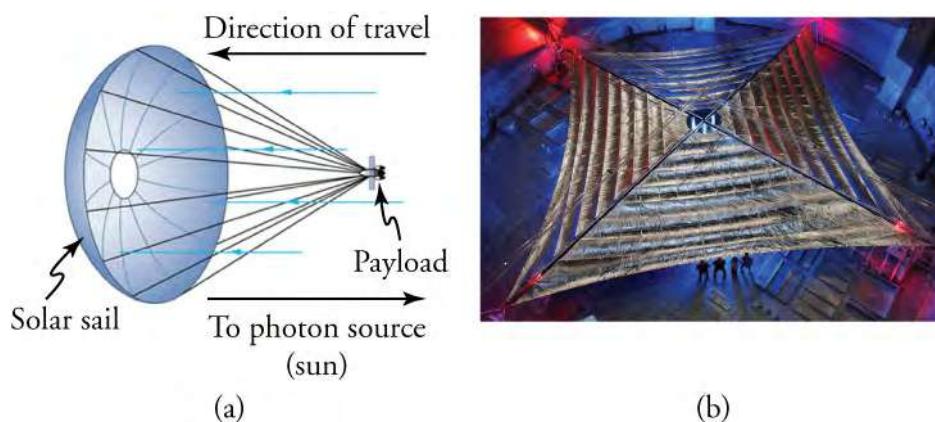 Direction of travel
Payload
Solar sail
To photon source
(sun)
(a)
(b)